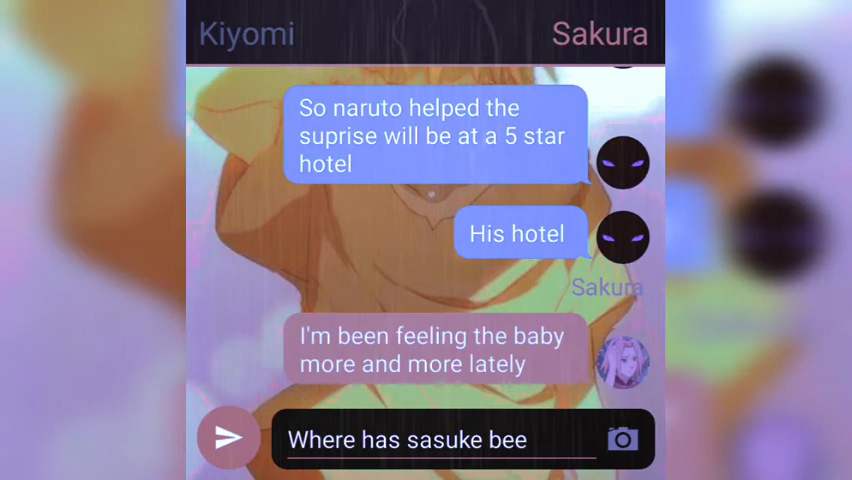 Kiyomi
Sakura
So naruto helped the
suprise will be at a 5 star
hotel
His hotel
Sakura
I'm been feeling the baby
more and more lately
Where has sasuke bee